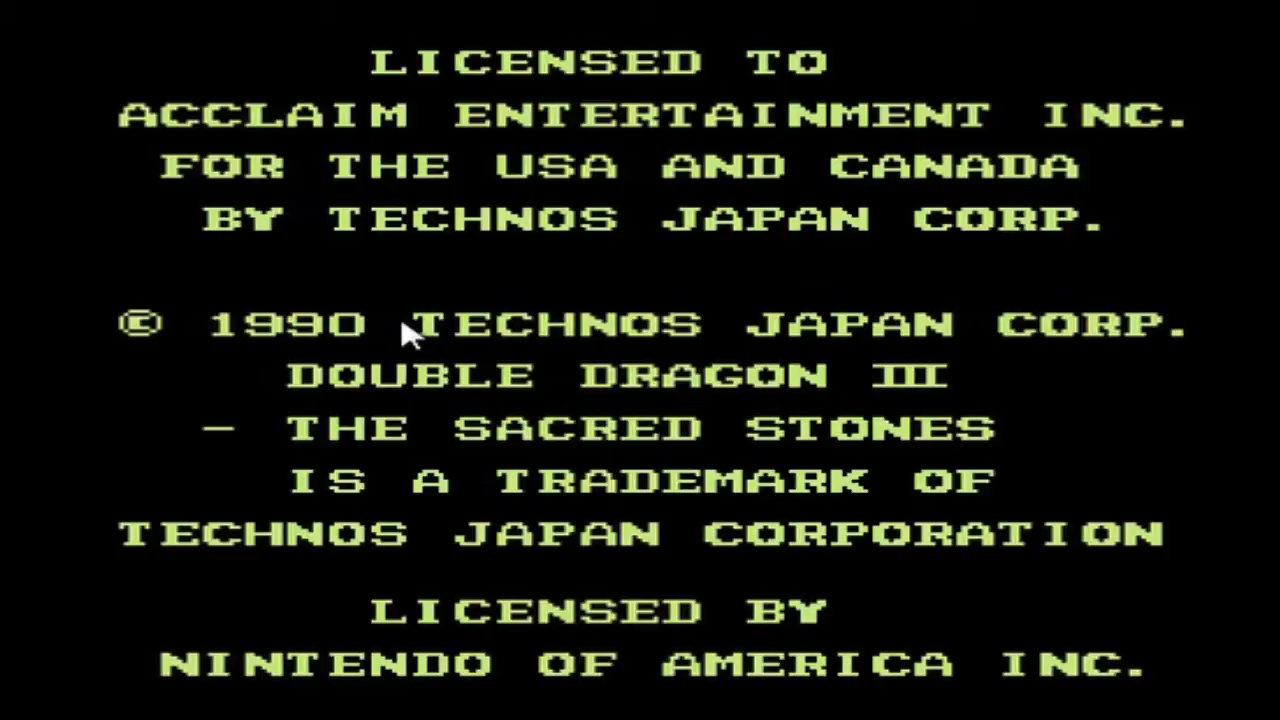 LICENSED TO
ACCLAIM ENTERTAINMENT INC.
FOR THE USA AND CANADA
BY TECHNOS JAPAN CORP.
© 1990 TECHNOS JAPAN CORP.
DOUBLE DRAGON III
- THE SACRED STONES
IS A TRADEMARK OF
TECHNOS JAPAN CORPORATION
LICENSED BY
NINTENDO OF AMERICA INC.